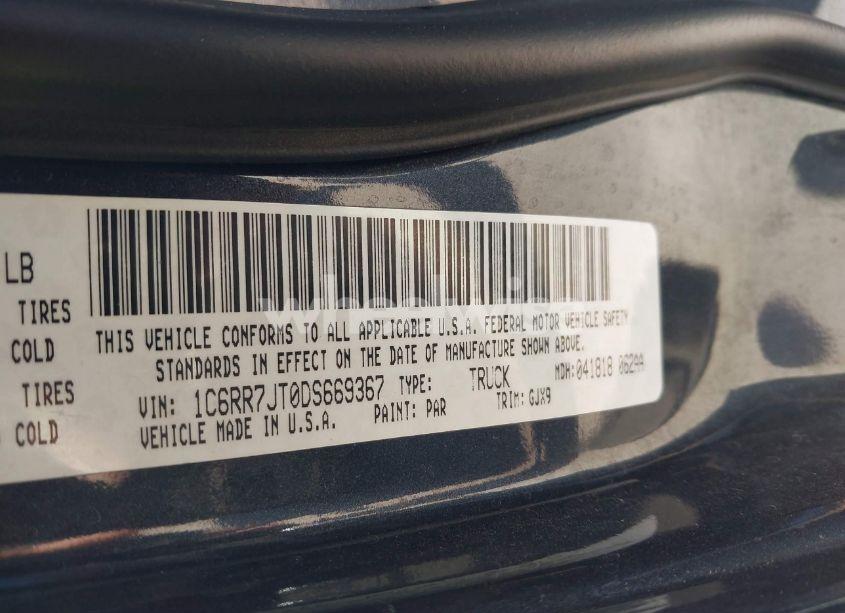 LB
TIRES
COLD
TIRES
COLD
THIS VEHICLE CONFORMS TO ALL APPLICABLE U.S.A. FEDERAL MOTOR VEHICLE SAFETY
STANDARDS IN EFFECT ON THE DATE OF MANUFACTURE SHOWN ABOVE.
VIN: 1C6RR7JT0DS669367 TYPE: TRUCK MDH: 041818 062AA
VEHICLE MADE IN U.S.A. PAINT: PAR TRIM: GJX9